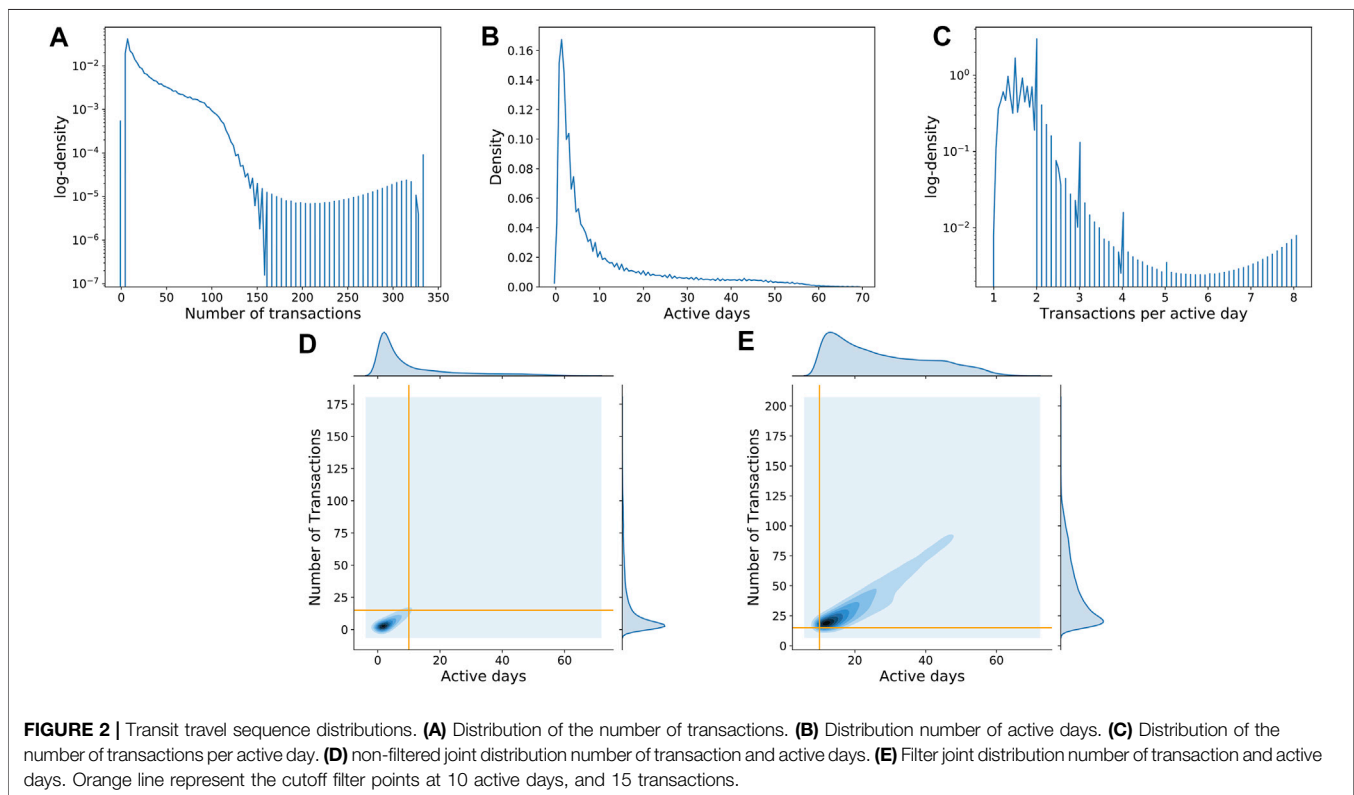 A
10^-2
10^-3
10^-4
10^-5
10^-6
10^-7
log-density
0 50 100 150 200 250 300 350
Number of transactions
B
0.16
0.14
0.12
0.10
0.08
0.06
0.04
0.02
0.00
Density
0 10 20 30 40 50 60 70
Active days
C
10^0
10^-1
10^-2
log-density
1 2 3 4 5 6 7 8
Transactions per active day
D
175
150
125
100
75
50
25
0
Number of Transactions
0 20 40 60
Active days
E
200
175
150
125
100
75
50
25
0
Number of Transactions
20 40 60
Active days
FIGURE 2 | Transit travel sequence distributions. (A) Distribution of the number of transactions. (B) Distribution number of active days. (C) Distribution of the
number of transactions per active day. (D) non-filtered joint distribution number of transaction and active days. (E) Filter joint distribution number of transaction and active
days. Orange line represent the cutoff filter points at 10 active days, and 15 transactions.